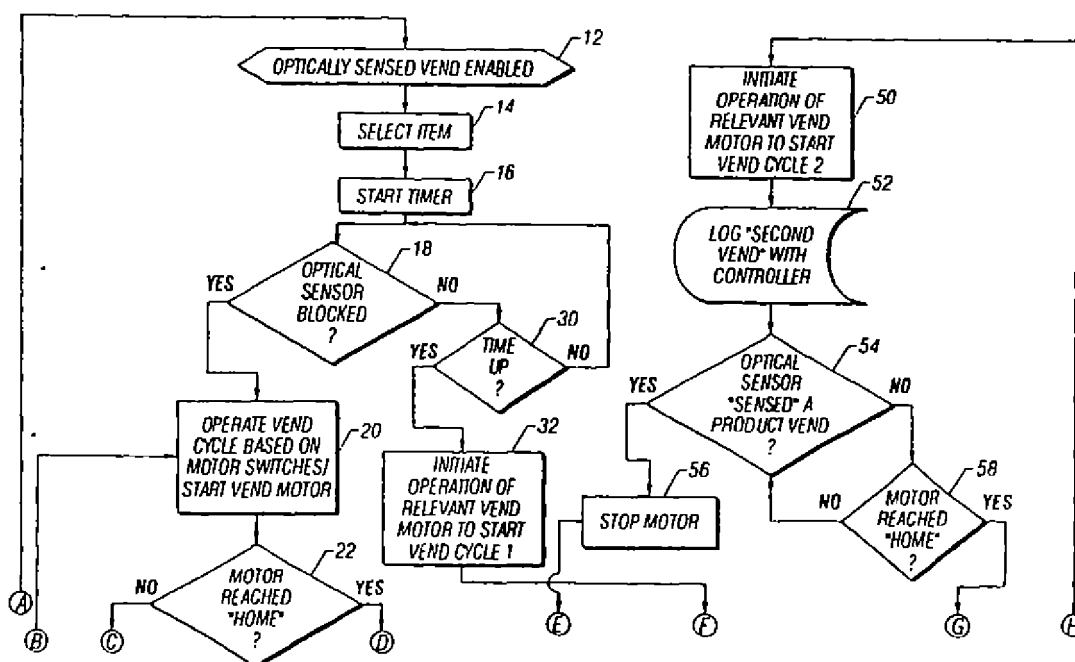 12
OPTICALLY SENSED VEND ENABLED
14
SELECT ITEM
16
START TIMER
18
YES
OPTICAL
SENSOR
BLOCKED
?
NO
30
YES
TIME
UP
?
NO
OPERATE VEND
CYCLE BASED ON
MOTOR SWITCHES/
START VEND MOTOR
20
32
INITIATE
OPERATION OF
RELEVANT VEND
MOTOR TO START
VEND CYCLE 1
22
NO
MOTOR
REACHED
"HOME"
?
YES
INITIATE
OPERATION OF
RELEVANT VEND
MOTOR TO START
VEND CYCLE 2
50
52
LOG "SECOND
VEND" WITH
CONTROLLER
54
YES
OPTICAL
SENSOR
"SENSED" A
PRODUCT VEND
?
NO
56
STOP MOTOR
58
NO
MOTOR
REACHED
"HOME"
?
YES
A
B
C
D
E
F
G
H